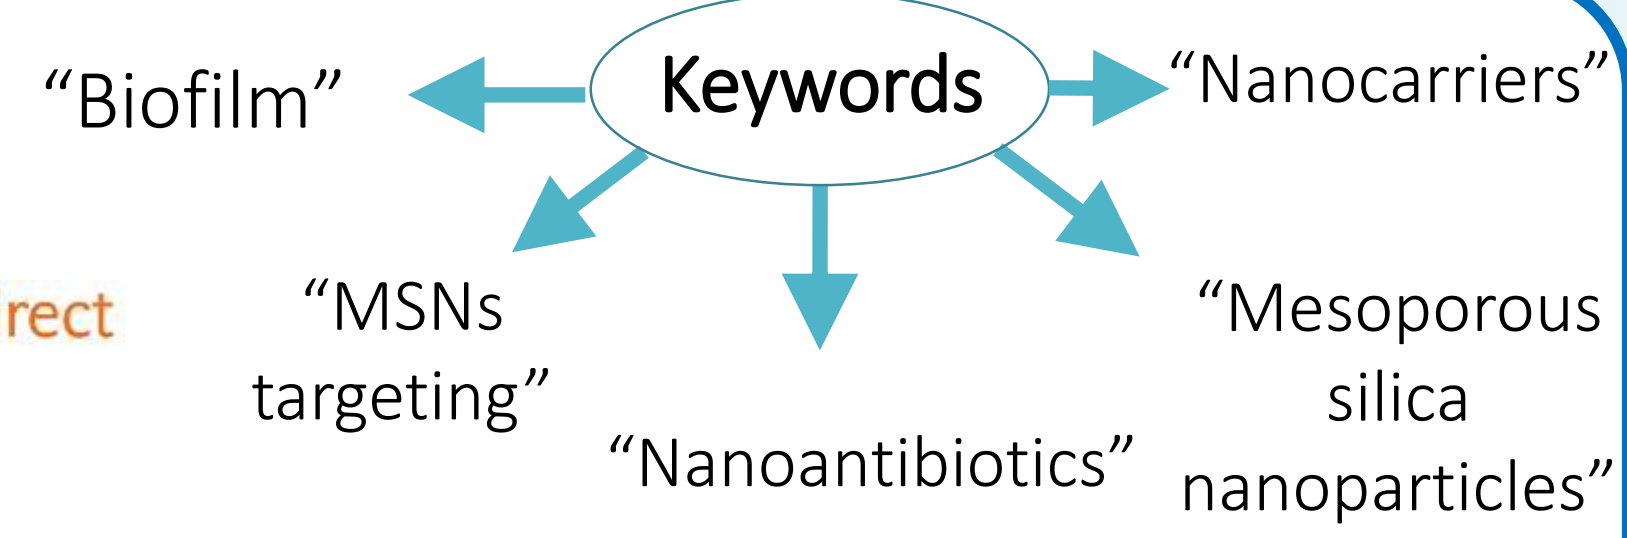 Keywords
“Biofilm”
“Nanocarriers”
rect
“MSNs
targeting”
“Nanoantibiotics”
“Mesoporous
silica
nanoparticles”